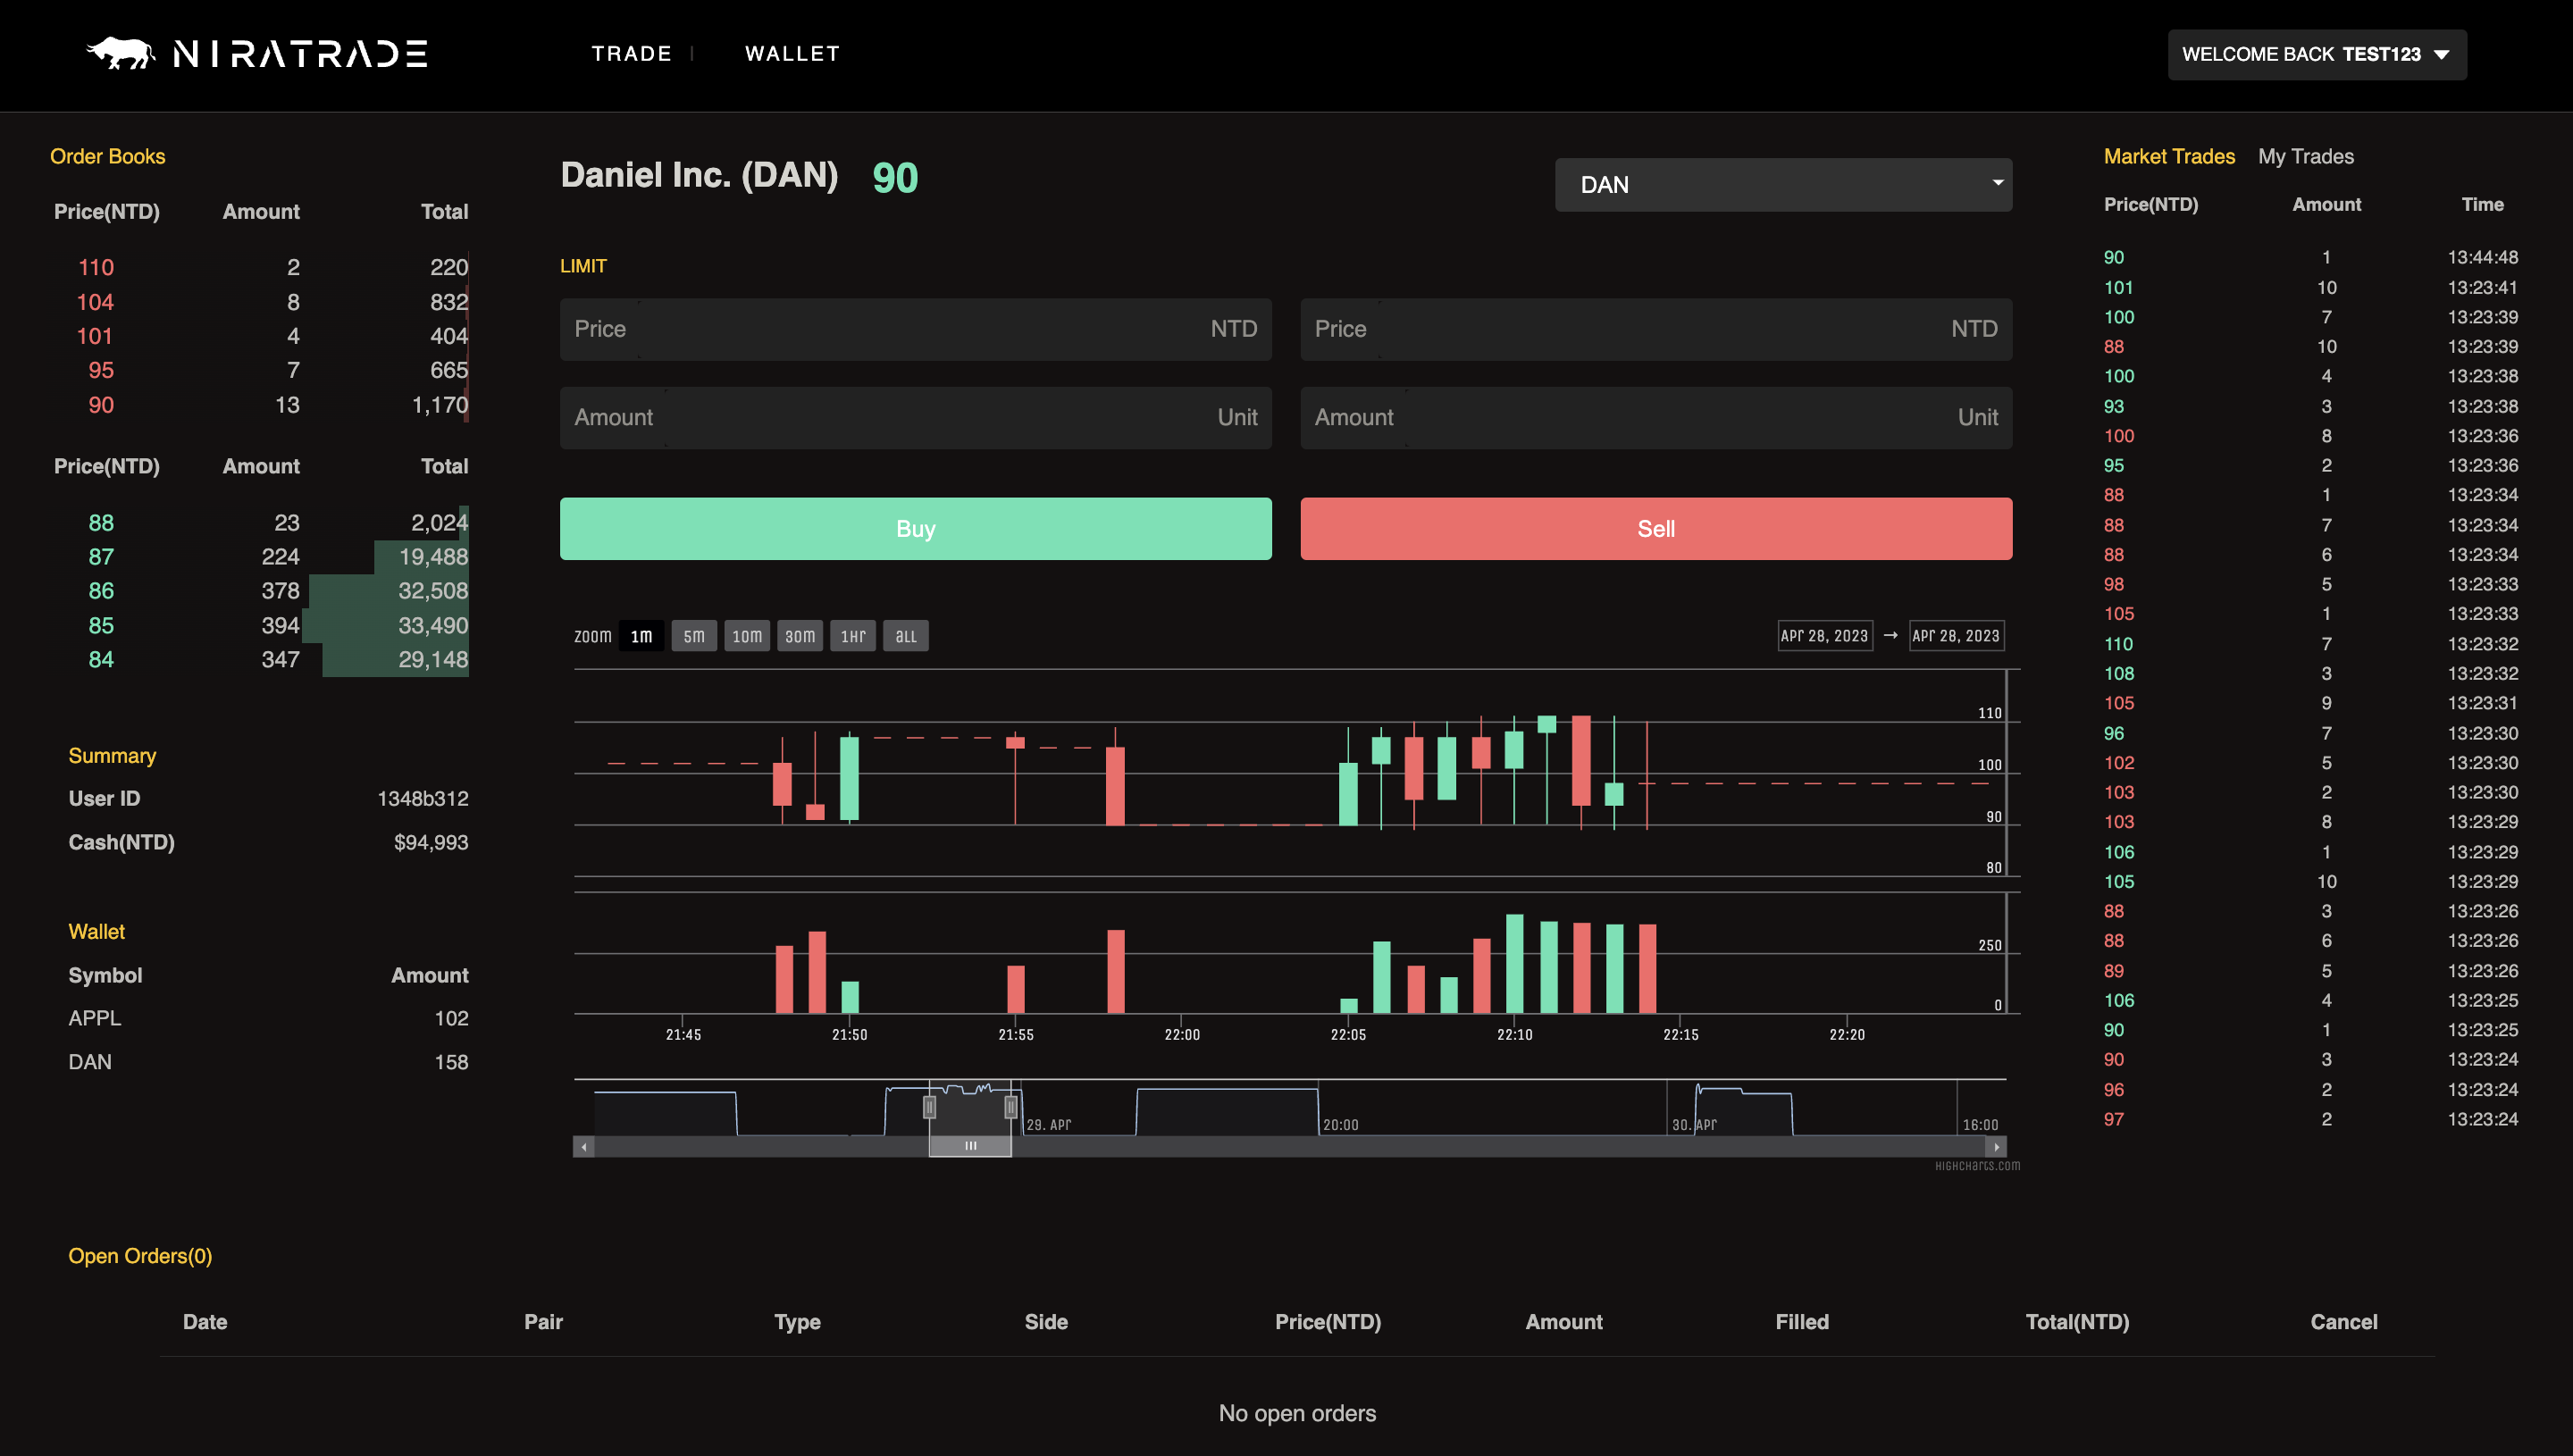 NIRATRADE
TRADE | WALLET
WELCOME BACK TEST123
Order Books
Price(NTD) Amount Total
110 2 220
104 8 832
101 4 404
95 7 665
90 13 1,170
Price(NTD) Amount Total
88 23 2,024
87 224 19,488
86 378 32,508
85 394 33,490
84 347 29,148
Summary
User ID 1348b312
Cash(NTD) $94,993
Wallet
Symbol Amount
APPL 102
DAN 158
Daniel Inc. (DAN) 90
DAN
LIMIT
Price NTD
Amount Unit
Buy
Price NTD
Amount Unit
Sell
zoom 1m 5m 10m 30m 1Hr all
Apr 28, 2023 → Apr 28, 2023
110
100
90
80
250
0
21:45 21:50 21:55 22:00 22:05 22:10 22:15 22:20
29. Apr 20:00 30. Apr 16:00
Highcharts.com
Market Trades My Trades
Price(NTD) Amount Time
90 1 13:44:48
101 10 13:23:41
100 7 13:23:39
88 10 13:23:39
100 4 13:23:38
93 3 13:23:38
100 8 13:23:36
95 2 13:23:36
88 1 13:23:34
88 7 13:23:34
88 6 13:23:34
98 5 13:23:33
105 1 13:23:33
110 7 13:23:32
108 3 13:23:32
105 9 13:23:31
96 7 13:23:30
102 5 13:23:30
103 2 13:23:30
103 8 13:23:29
106 1 13:23:29
105 10 13:23:29
88 3 13:23:26
88 6 13:23:26
89 5 13:23:26
106 4 13:23:25
90 1 13:23:25
90 3 13:23:24
96 2 13:23:24
97 2 13:23:24
Open Orders(0)
Date Pair Type Side Price(NTD) Amount Filled Total(NTD) Cancel
No open orders